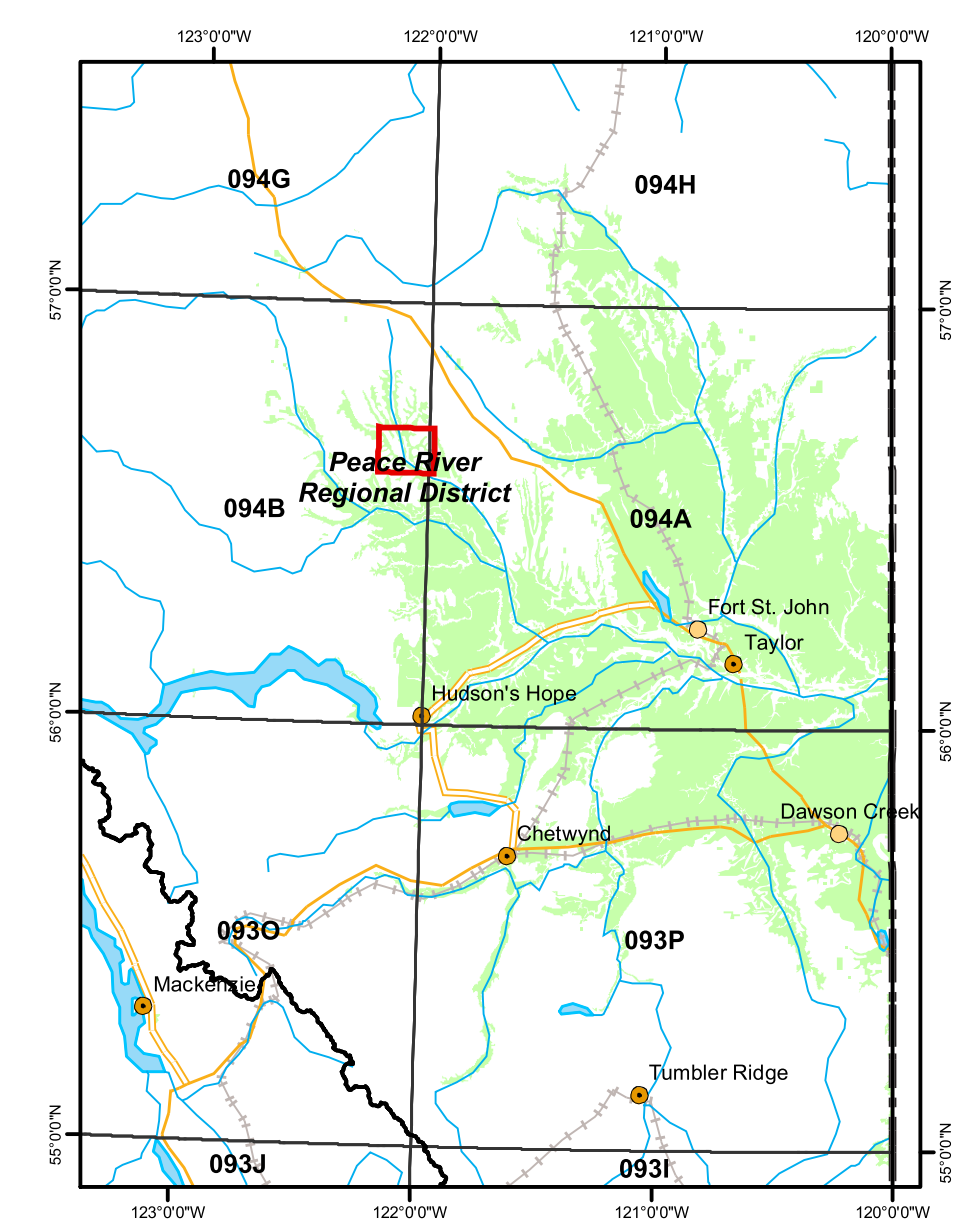 123°0'0"W 122°0'0"W 121°0'0"W 120°0'0"W
094G
094H
57°0'0"N
57°0'0"N
Peace River
Regional District
094B
094A
Fort St. John
Taylor
Hudson's Hope
56°0'0"N
56°0'0"N
Dawson Creek
Chetwynd
093O
093P
Mackenzie
Tumbler Ridge
55°0'0"N
55°0'0"N
093J
093I
123°0'0"W 122°0'0"W 121°0'0"W 120°0'0"W